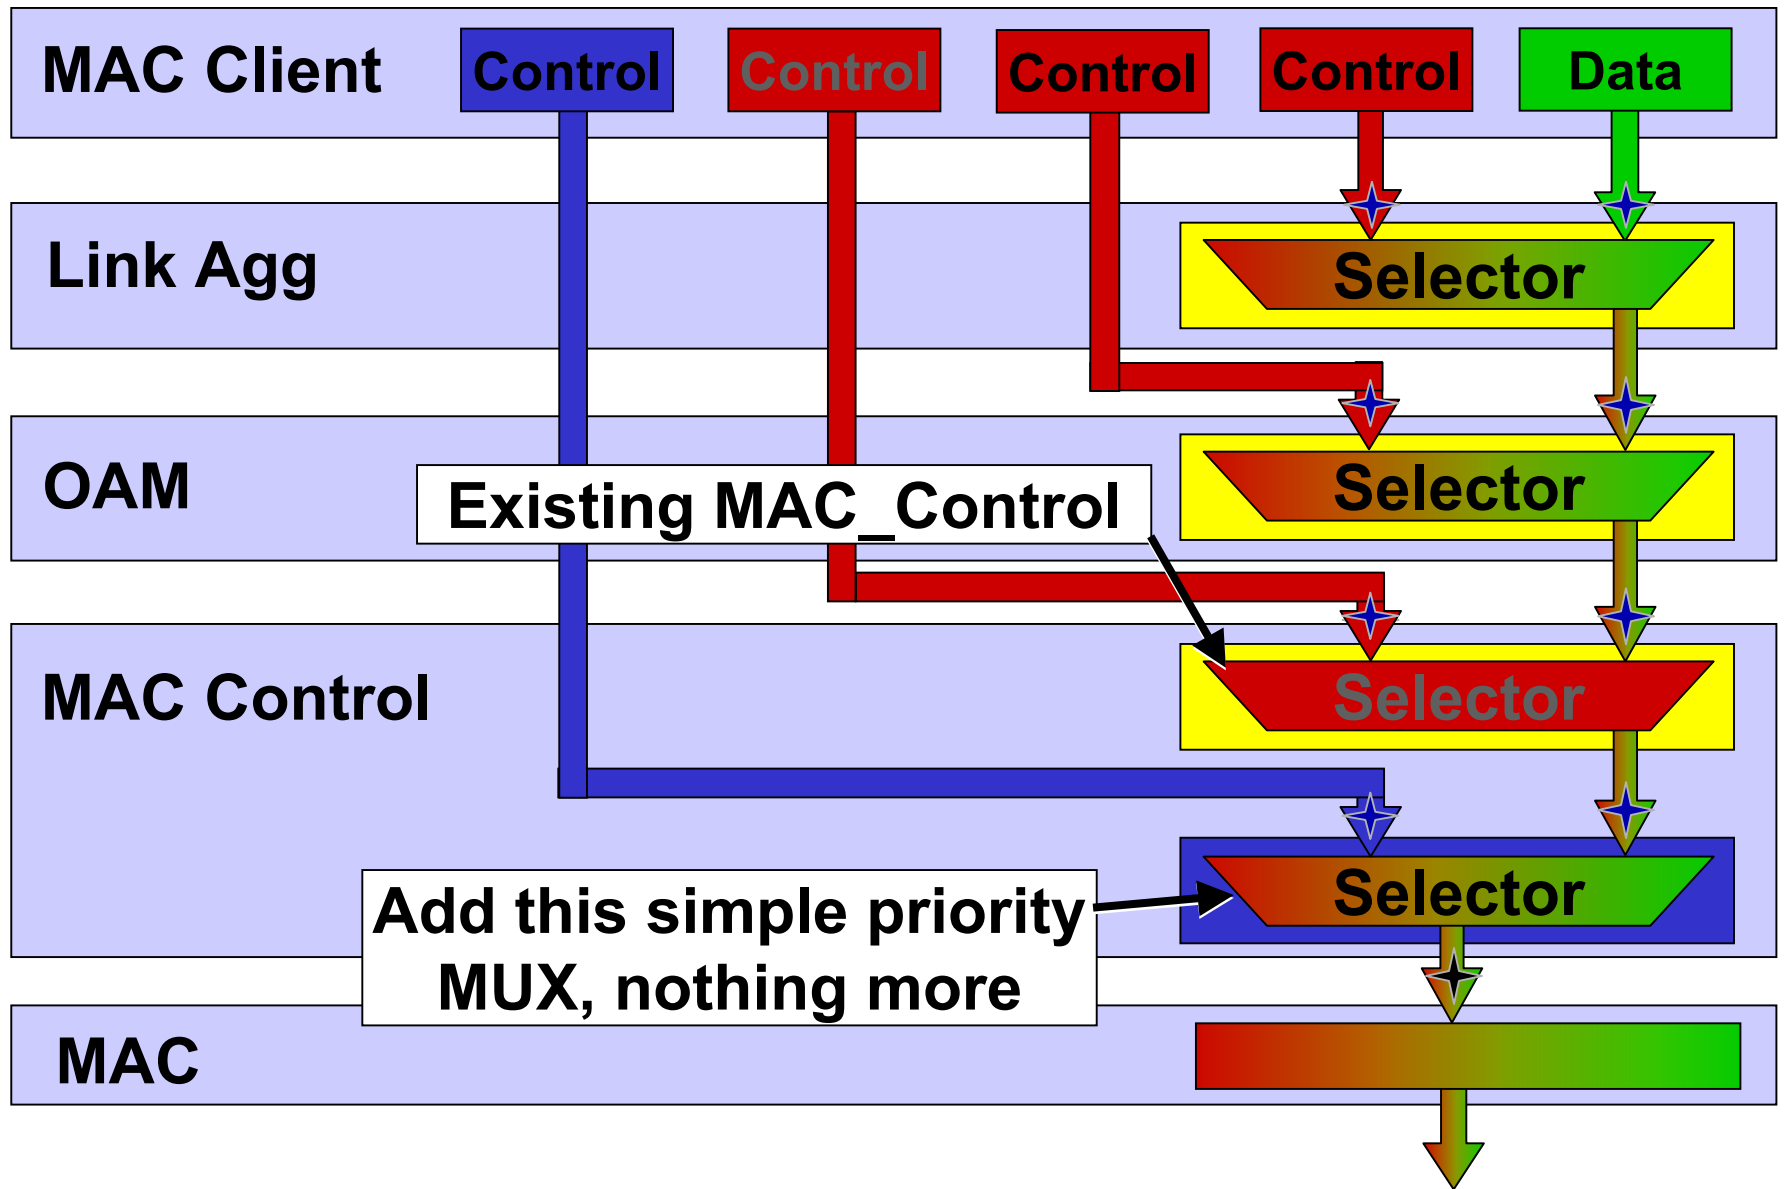 MAC Client
Control
Control
Control
Control
Data
Link Agg
Selector
OAM
Selector
Existing MAC_Control
MAC Control
Selector
Selector
Add this simple priority
MUX, nothing more
MAC